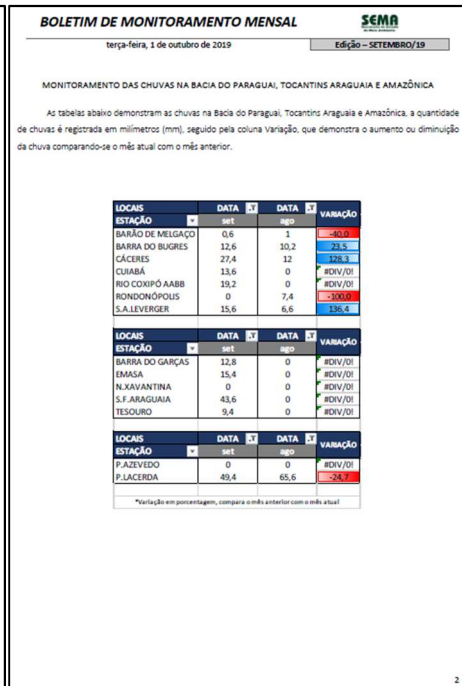 BOLETIM DE MONITORAMENTO MENSAL
SEMA
terça-feira, 1 de outubro de 2019
Edição – SETEMBRO/19
MONITORAMENTO DAS CHUVAS NA BACIA DO PARAGUAI, TOCANTINS ARAGUAIA E AMAZÔNICA
As tabelas abaixo demonstram as chuvas na Bacia do Paraguai, Tocantins Araguaia e Amazônica, a quantidade
de chuvas é registrada em milímetros (mm), seguido pela coluna Variação, que demonstra o aumento ou diminuição
da chuva comparando-se o mês atual com o mês anterior.
LOCAIS DATA DATA VARIAÇÃO
ESTAÇÃO set ago
BARÃO DE MELGAÇO 0,6 1 -40,0
BARRA DO BUGRES 12,6 10,2 23,5
CÁCERES 27,4 12 128,3
CUIABÁ 13,6 0 #DIV/0!
RIO COXIPÓ AABB 19,2 0 #DIV/0!
RONDONÓPOLIS 0 7,4 -100,0
S.A.LEVERGER 15,6 6,6 136,4
LOCAIS DATA DATA VARIAÇÃO
ESTAÇÃO set ago
BARRA DO GARÇAS 12,8 0 #DIV/0!
EMASA 15,4 0 #DIV/0!
N.XAVANTINA 0 0 #DIV/0!
S.F.ARAGUAIA 43,6 0 #DIV/0!
TESOURO 9,4 0 #DIV/0!
LOCAIS DATA DATA VARIAÇÃO
ESTAÇÃO set ago
P.AZEVEDO 0 0 #DIV/0!
P.LACERDA 49,4 65,6 -24,7
*Variação em porcentagem, compara o mês anterior com o mês atual
2